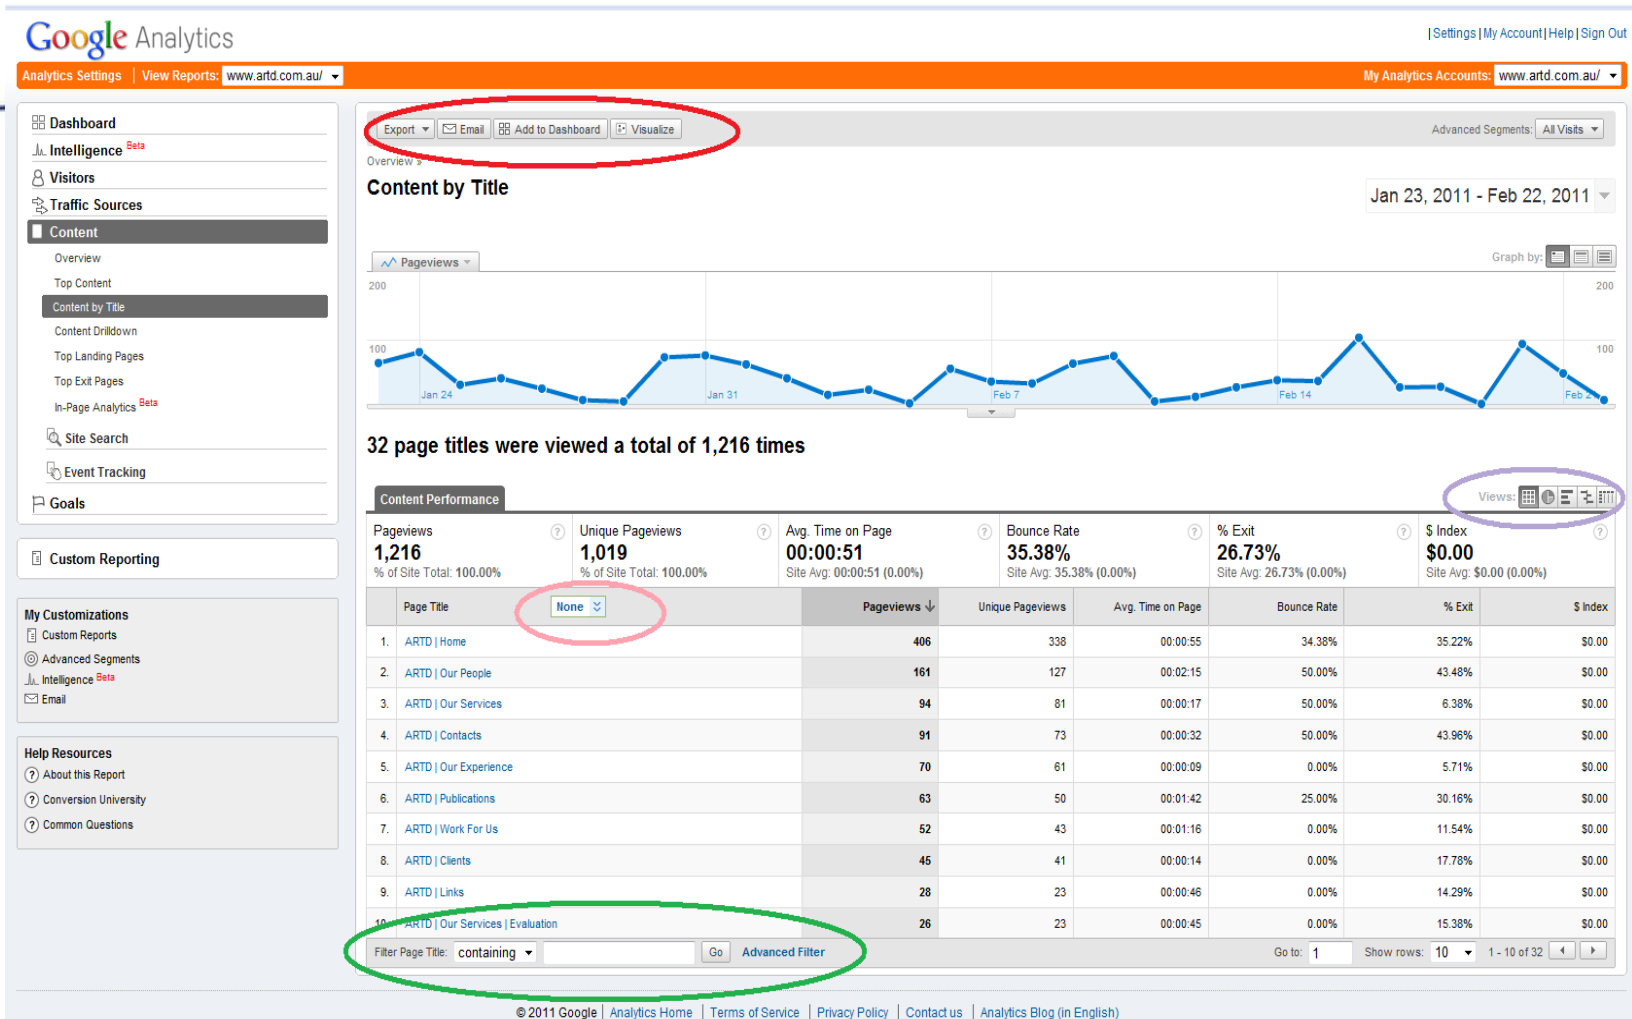 Google Analytics
| Settings | My Account | Help | Sign Out
Analytics Settings | View Reports: www.artd.com.au/
My Analytics Accounts: www.artd.com.au/
Dashboard
Intelligence Beta
Visitors
Traffic Sources
Content
Overview
Top Content
Content by Title
Content Drilldown
Top Landing Pages
Top Exit Pages
In-Page Analytics Beta
Site Search
Event Tracking
Goals
Custom Reporting
My Customizations
Custom Reports
Advanced Segments
Intelligence Beta
Email
Help Resources
About this Report
Conversion University
Common Questions
Export Email Add to Dashboard Visualize
Advanced Segments: All Visits
Overview »
Content by Title
Jan 23, 2011 - Feb 22, 2011
Pageviews
Graph by:
200 200
100 100
Jan 24 Jan 31 Feb 7 Feb 14 Feb 2
32 page titles were viewed a total of 1,216 times
Content Performance
Views:
Pageviews ? Unique Pageviews ? Avg. Time on Page ? Bounce Rate ? % Exit ? $ Index ?
1,216 1,019 00:00:51 35.38% 26.73% $0.00
% of Site Total: 100.00% % of Site Total: 100.00% Site Avg: 00:00:51 (0.00%) Site Avg: 35.38% (0.00%) Site Avg: 26.73% (0.00%) Site Avg: $0.00 (0.00%)
Page Title None Pageviews Unique Pageviews Avg. Time on Page Bounce Rate % Exit $ Index
1. ARTD | Home 406 338 00:00:55 34.38% 35.22% $0.00
2. ARTD | Our People 161 127 00:02:15 50.00% 43.48% $0.00
3. ARTD | Our Services 94 81 00:00:17 50.00% 6.38% $0.00
4. ARTD | Contacts 91 73 00:00:32 50.00% 43.96% $0.00
5. ARTD | Our Experience 70 61 00:00:09 0.00% 5.71% $0.00
6. ARTD | Publications 63 50 00:01:42 25.00% 30.16% $0.00
7. ARTD | Work For Us 52 43 00:01:16 0.00% 11.54% $0.00
8. ARTD | Clients 45 41 00:00:14 0.00% 17.78% $0.00
9. ARTD | Links 28 23 00:00:46 0.00% 14.29% $0.00
10. ARTD | Our Services | Evaluation 26 23 00:00:45 0.00% 15.38% $0.00
Filter Page Title: containing Go Advanced Filter
Go to: 1 Show rows: 10 1 - 10 of 32
© 2011 Google | Analytics Home | Terms of Service | Privacy Policy | Contact us | Analytics Blog (in English)